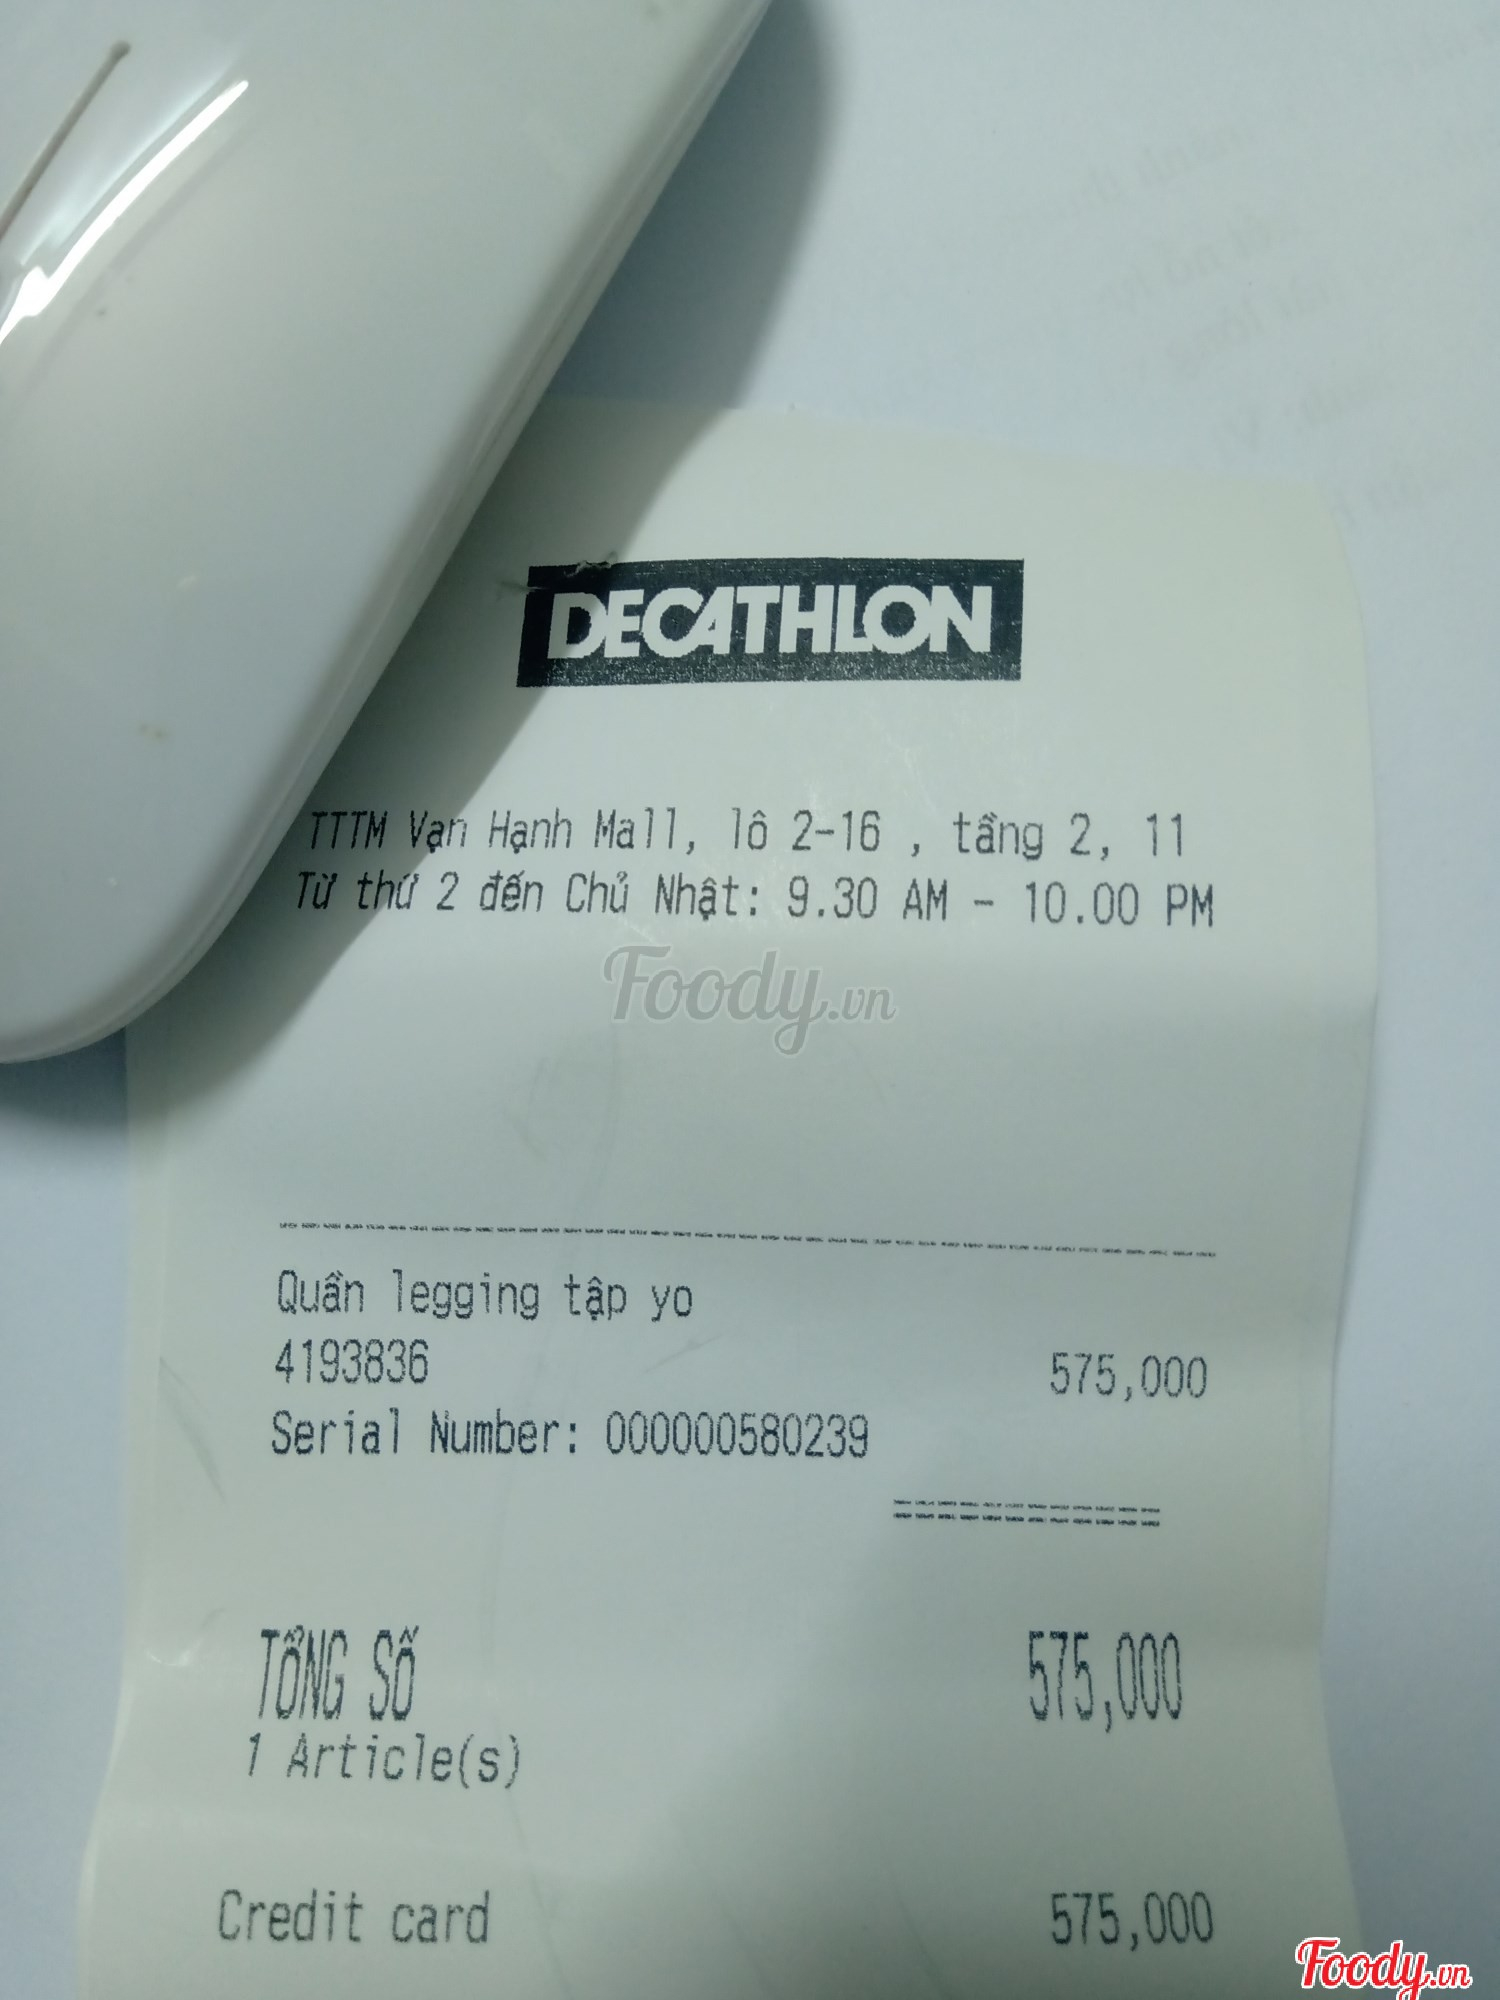 DECATHLON
TTTM Vạn Hạnh Mall, lô 2-16 , tầng 2, 11
Từ thứ 2 đến Chủ Nhật: 9.30 AM - 10.00 PM
Foody.vn
Quần legging tập yo
4193836 575,000
Serial Number: 000000580239
TỔNG SỐ 575,000
1 Article(s)
Credit card 575,000
Foody.vn